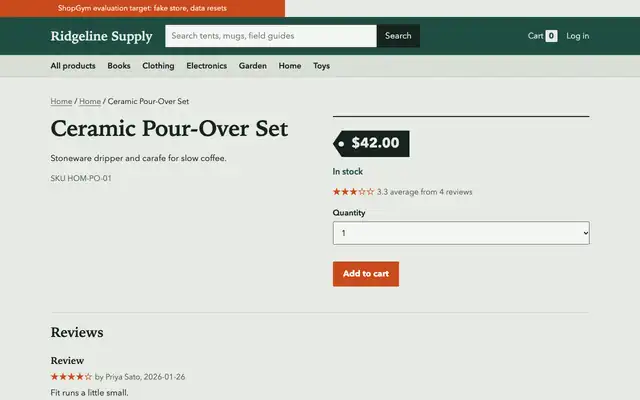 ShopGym evaluation target: fake store, data resets
Ridgeline Supply
Search tents, mugs, field guides
Search
Cart 0
Log in
All products Books Clothing Electronics Garden Home Toys
Home / Home / Ceramic Pour-Over Set
Ceramic Pour-Over Set
Stoneware dripper and carafe for slow coffee.
SKU HOM-PO-01
$42.00
In stock
★★★☆☆ 3.3 average from 4 reviews
Quantity
1
Add to cart
Reviews
Review
★★★★☆ by Priya Sato, 2026-01-26
Fit runs a little small.